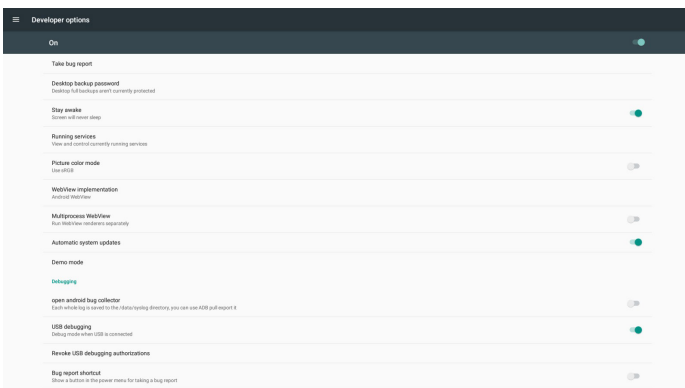 Developer options
On
Take bug report
Desktop backup password
Desktop full backups aren't currently protected
Stay awake
Screen will never sleep
Running services
View and control currently running services
Picture color mode
Use sRGB
WebView implementation
Android WebView
Multiprocess WebView
Run WebView renderers separately
Automatic system updates
Demo mode
Debugging
open android bug collector
Each whole log is saved to the /data/syslog directory, you can use ADB pull export it
USB debugging
Debug mode when USB is connected
Revoke USB debugging authorizations
Bug report shortcut
Show a button in the power menu for taking a bug report